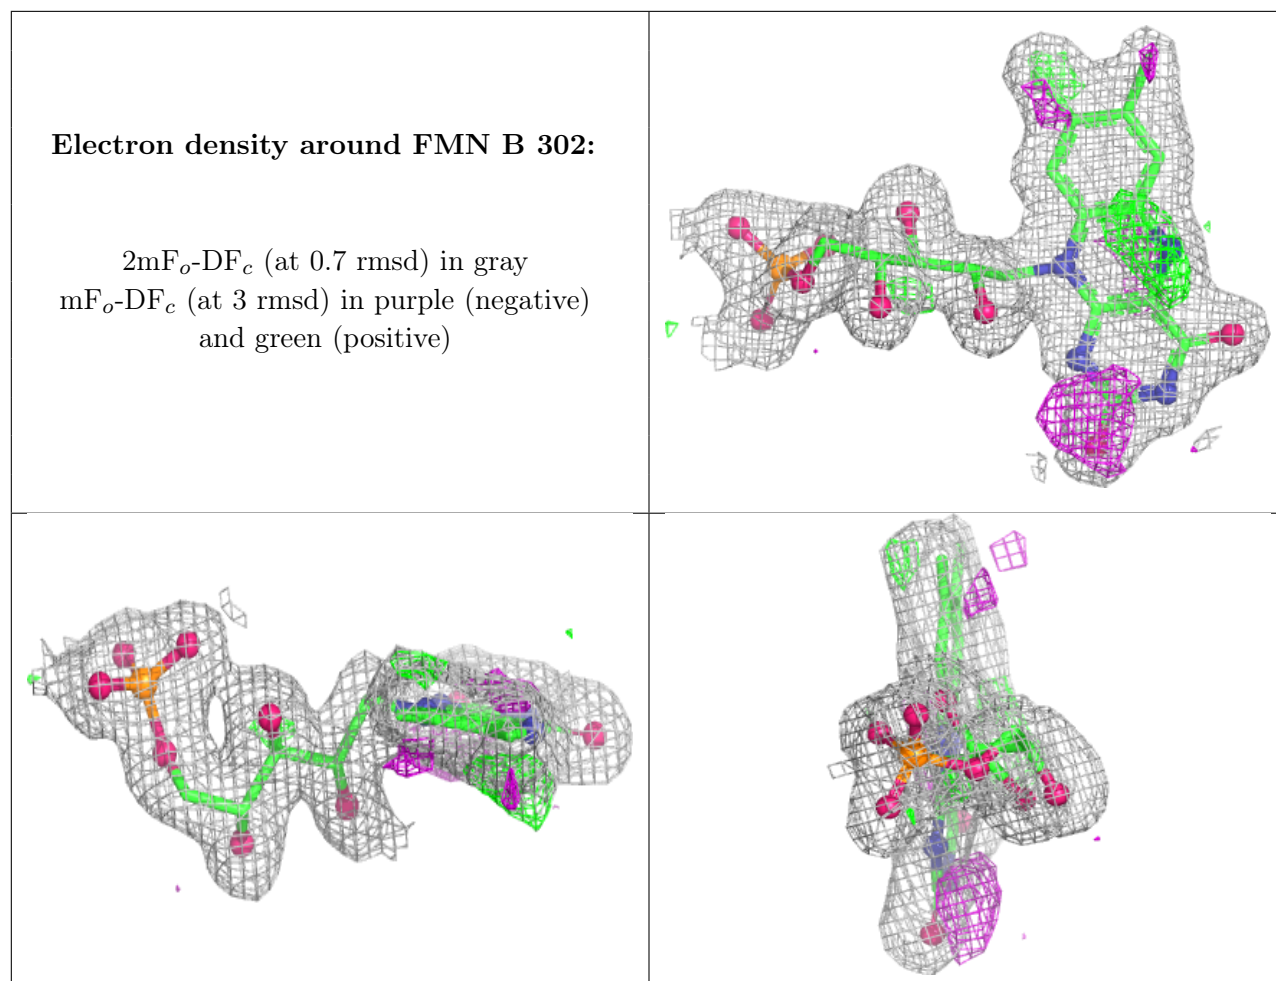 Electron density around FMN B 302:
2mFo-DFc (at 0.7 rmsd) in gray
mFo-DFc (at 3 rmsd) in purple (negative)
and green (positive)